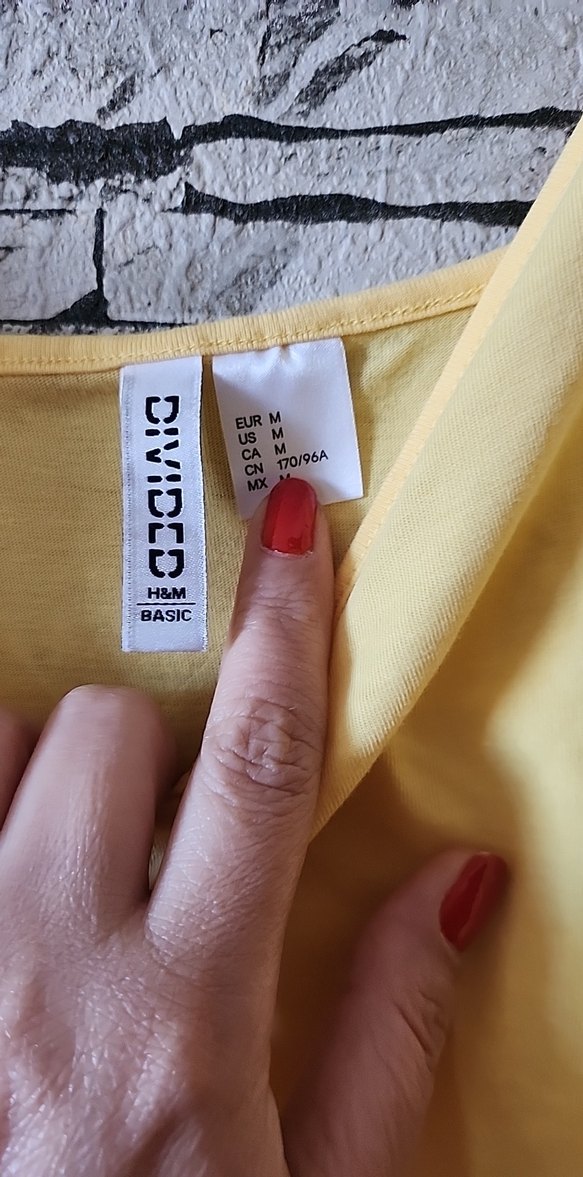 DIVIDED
H&M
BASIC
EUR M
US M
CA M
CN 170/96A
MX M